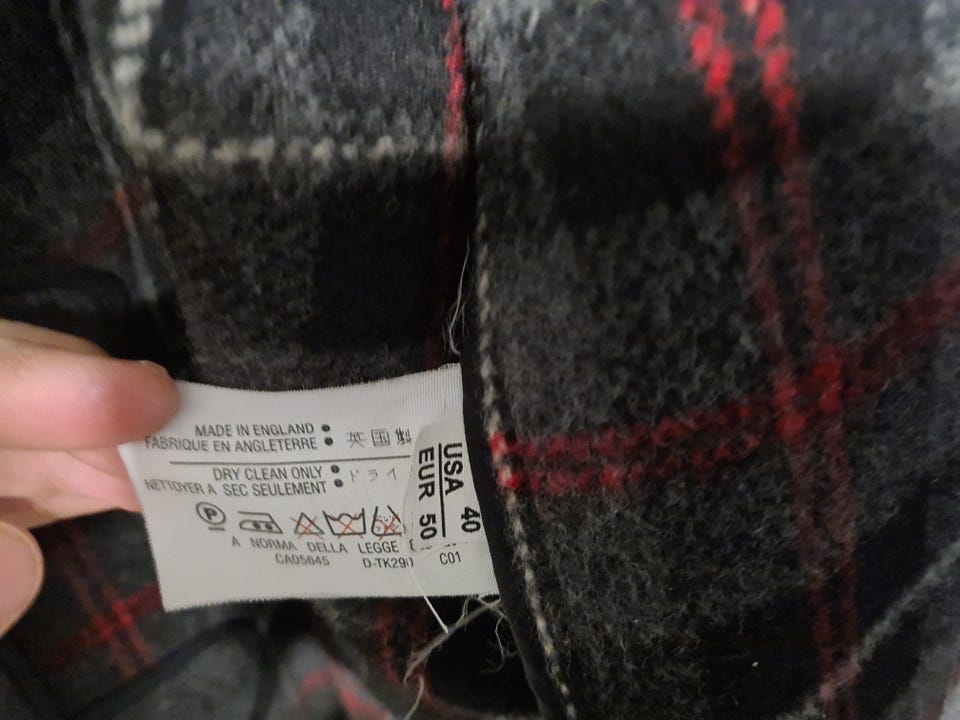 MADE IN ENGLAND ● 英国製
FABRIQUE EN ANGLETERRE ●
DRY CLEAN ONLY ● ドライ
NETTOYER A SEC SEULEMENT ●
P
A NORMA DELLA LEGGE
CA05645 D-TK290 C01
USA 40
EUR 50